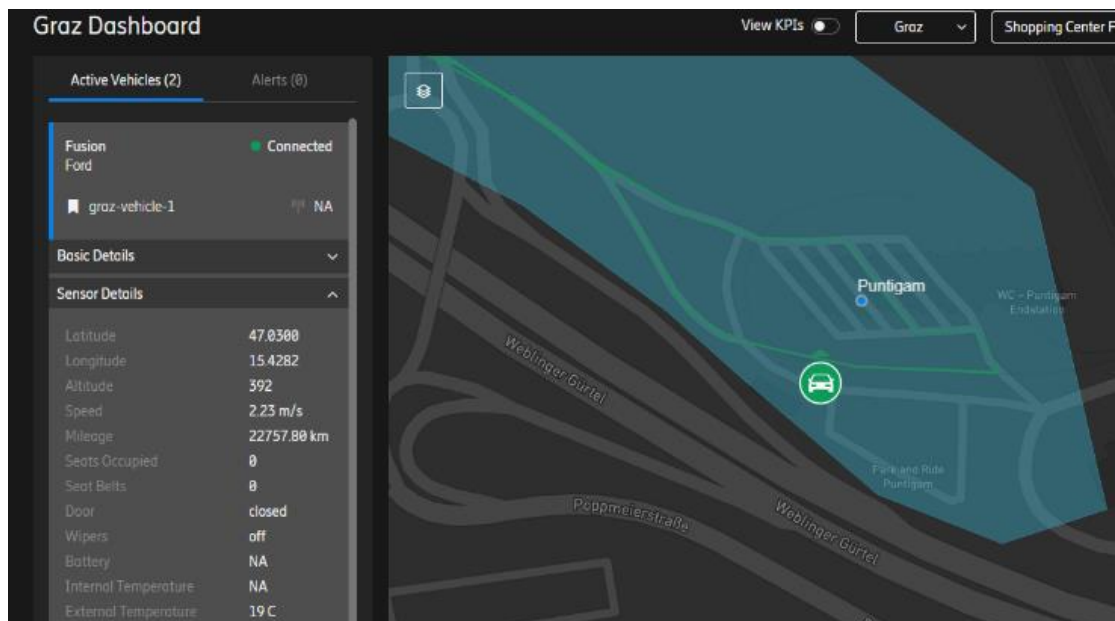 Graz Dashboard
View KPIs
Graz
Shopping Center F
Active Vehicles (2)
Alerts (0)
Fusion
Connected
Ford
graz-vehicle-1
NA
Basic Details
Sensor Details
Latitude 47.0300
Longitude 15.4282
Altitude 392
Speed 2.23 m/s
Mileage 22757.80 km
Seats Occupied 0
Seat Belts 0
Door closed
Wipers off
Battery NA
Internal Temperature NA
External Temperature 19 C
Puntigam
WC - Puntigam
Endstation
Weblinger Gürtel
Park and Ride
Puntigam
Poppmeierstraße
Weblinger Gürtel